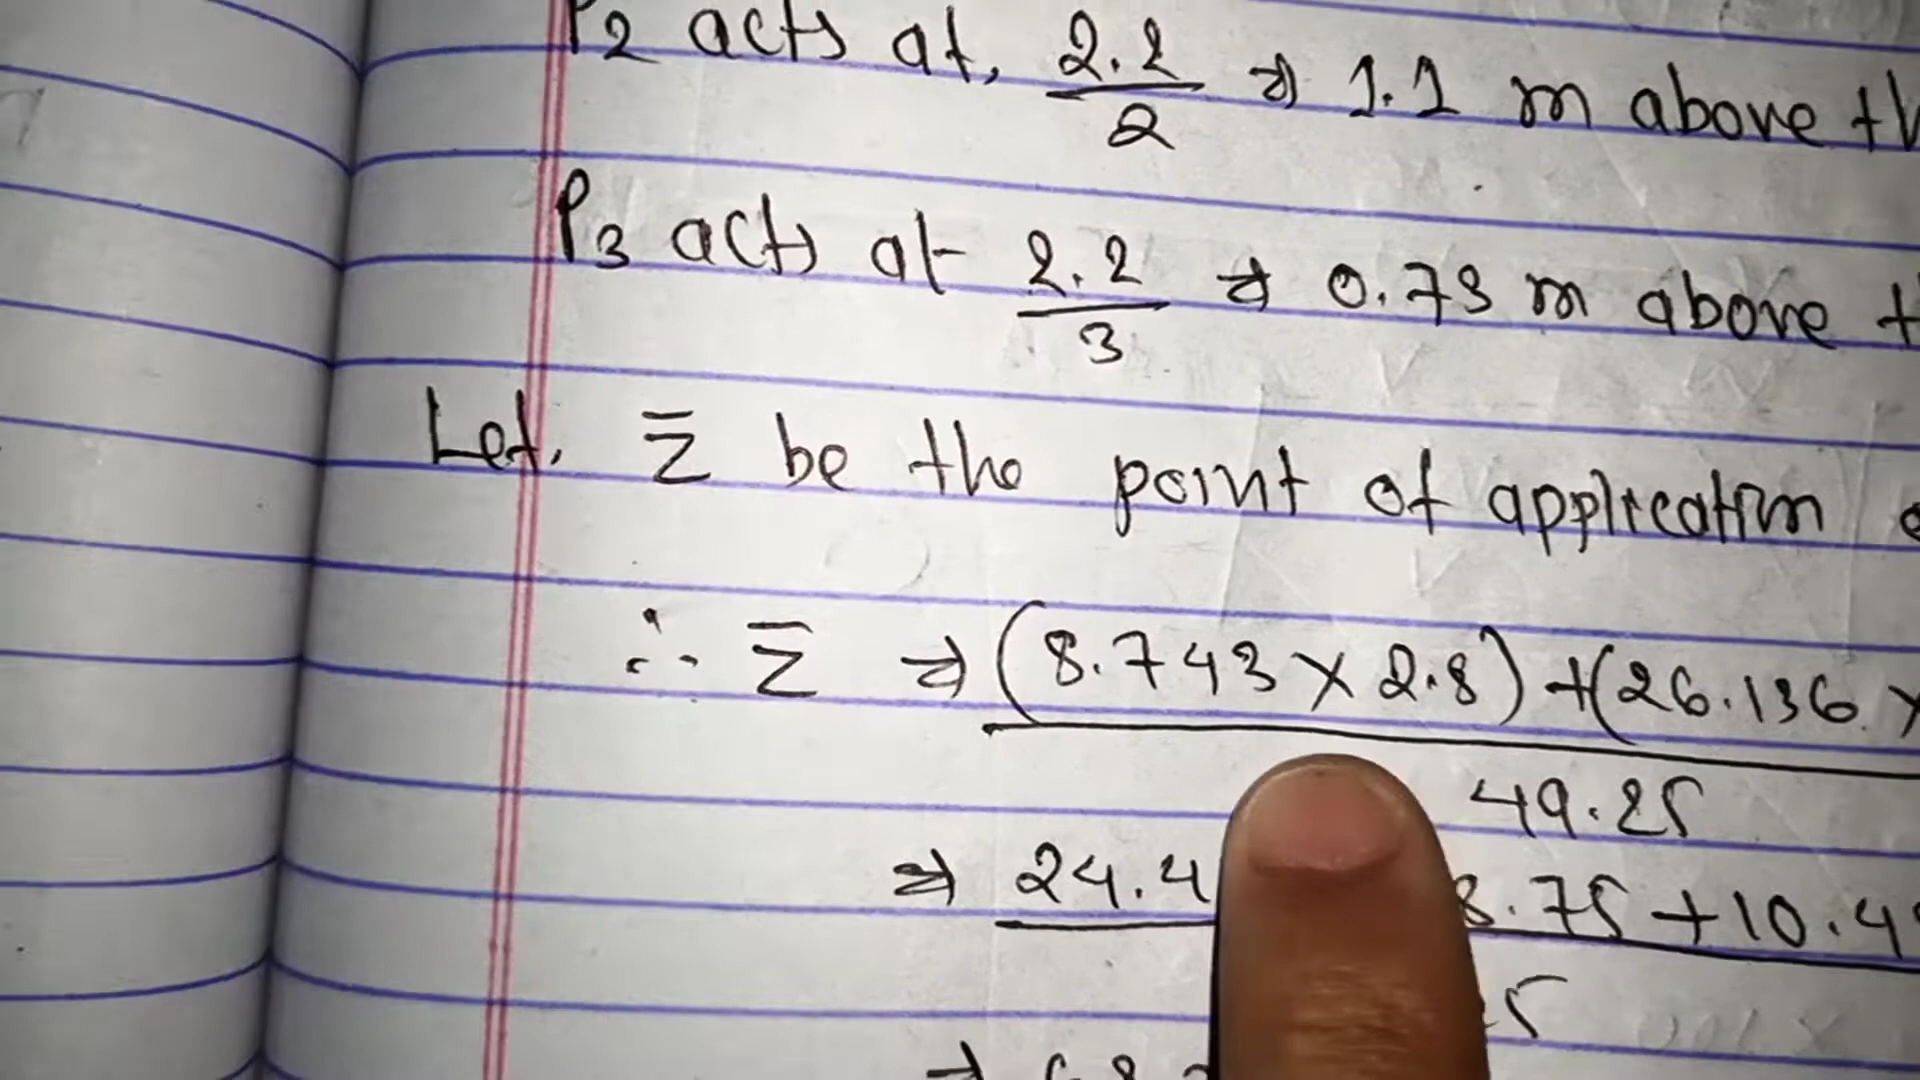 P2 acts at, 2.2/2 ⇒ 1.1 m above th
P3 acts at 2.2/3 ⇒ 0.73 m above t
Let, z̄ be the point of application
∴ z̄ ⇒ (8.743 × 2.8) + (26.136 ×
49.25
⇒ 24.4 8.75 + 10.4
5
⇒ 68